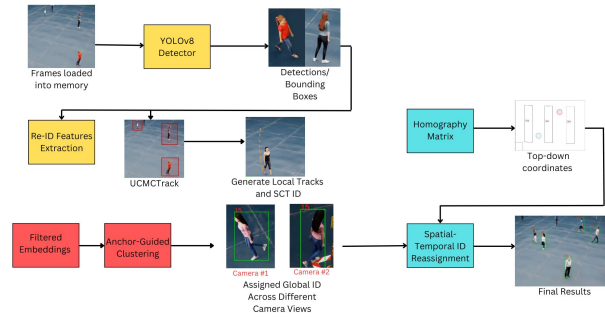 Frames loaded
into memory
YOLOv8
Detector
Detections/
Bounding
Boxes
Re-ID Features
Extraction
UCMCTrack
Generate Local Tracks
and SCT ID
Homography
Matrix
Top-down
coordinates
Filtered
Embeddings
Anchor-Guided
Clustering
Camera #1
Camera #2
Assigned Global ID
Across Different
Camera Views
Spatial-
Temporal ID
Reassignment
Final Results